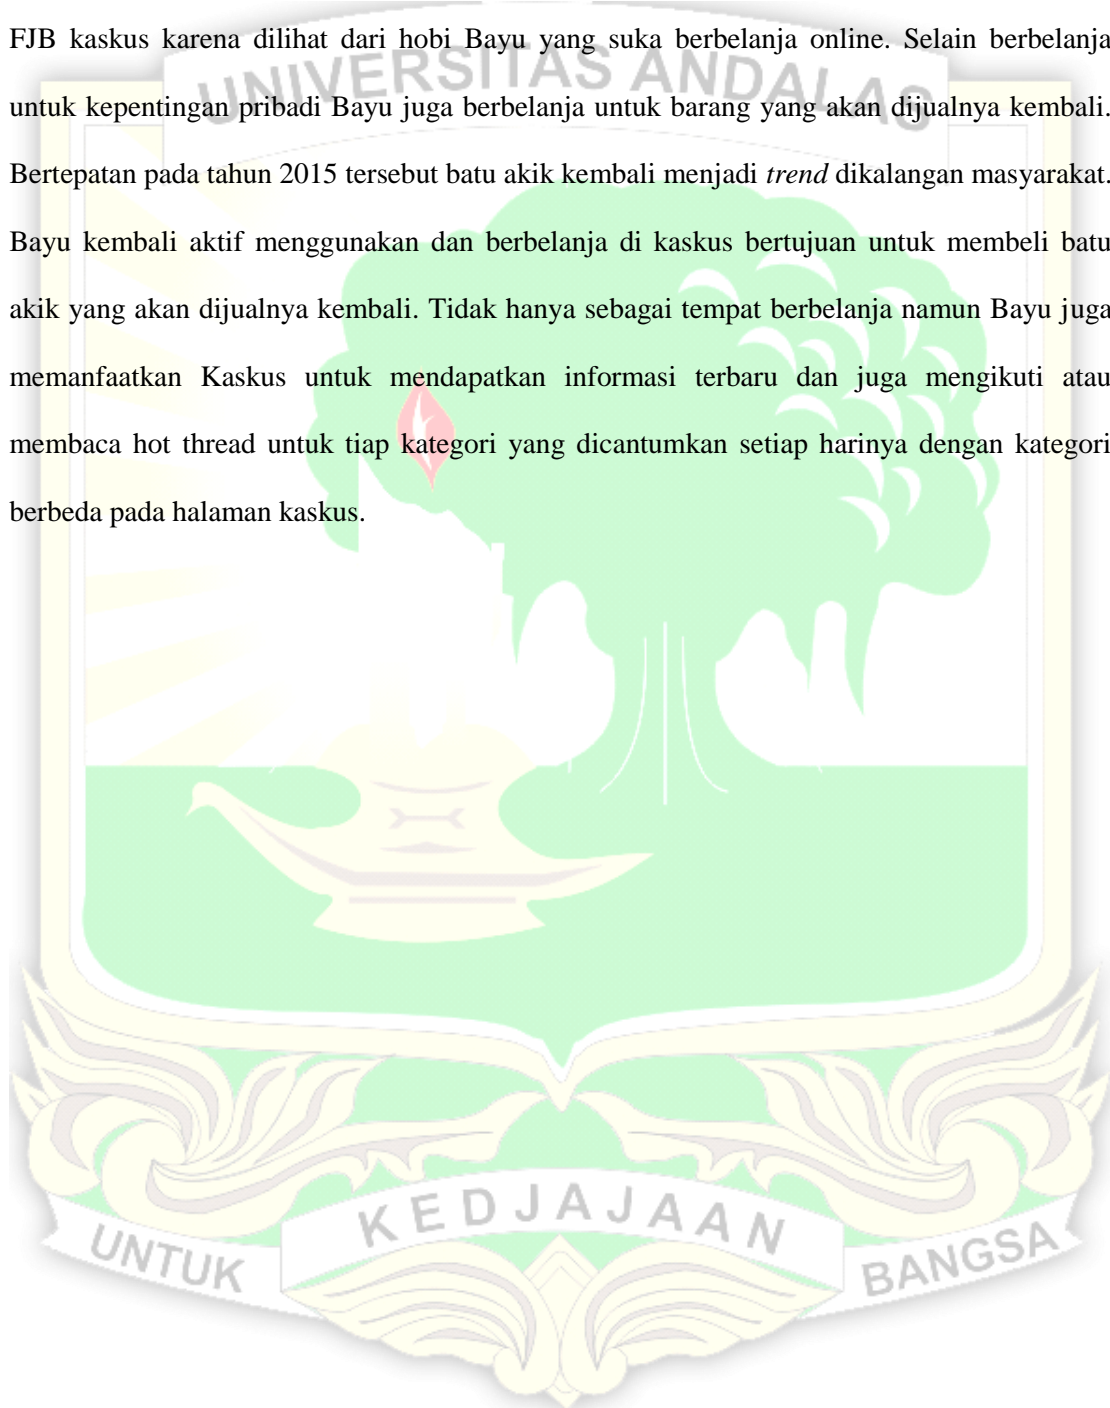 FJB kaskus karena dilihat dari hobi Bayu yang suka berbelanja online. Selain berbelanja
UNIVERSITAS ANDALAS
untuk kepentingan pribadi Bayu juga berbelanja untuk barang yang akan dijualnya kembali.
Bertepatan pada tahun 2015 tersebut batu akik kembali menjadi trend dikalangan masyarakat.
Bayu kembali aktif menggunakan dan berbelanja di kaskus bertujuan untuk membeli batu
akik yang akan dijualnya kembali. Tidak hanya sebagai tempat berbelanja namun Bayu juga
memanfaatkan Kaskus untuk mendapatkan informasi terbaru dan juga mengikuti atau
membaca hot thread untuk tiap kategori yang dicantumkan setiap harinya dengan kategori
berbeda pada halaman kaskus.
UNTUK KEDJAJAAN BANGSA